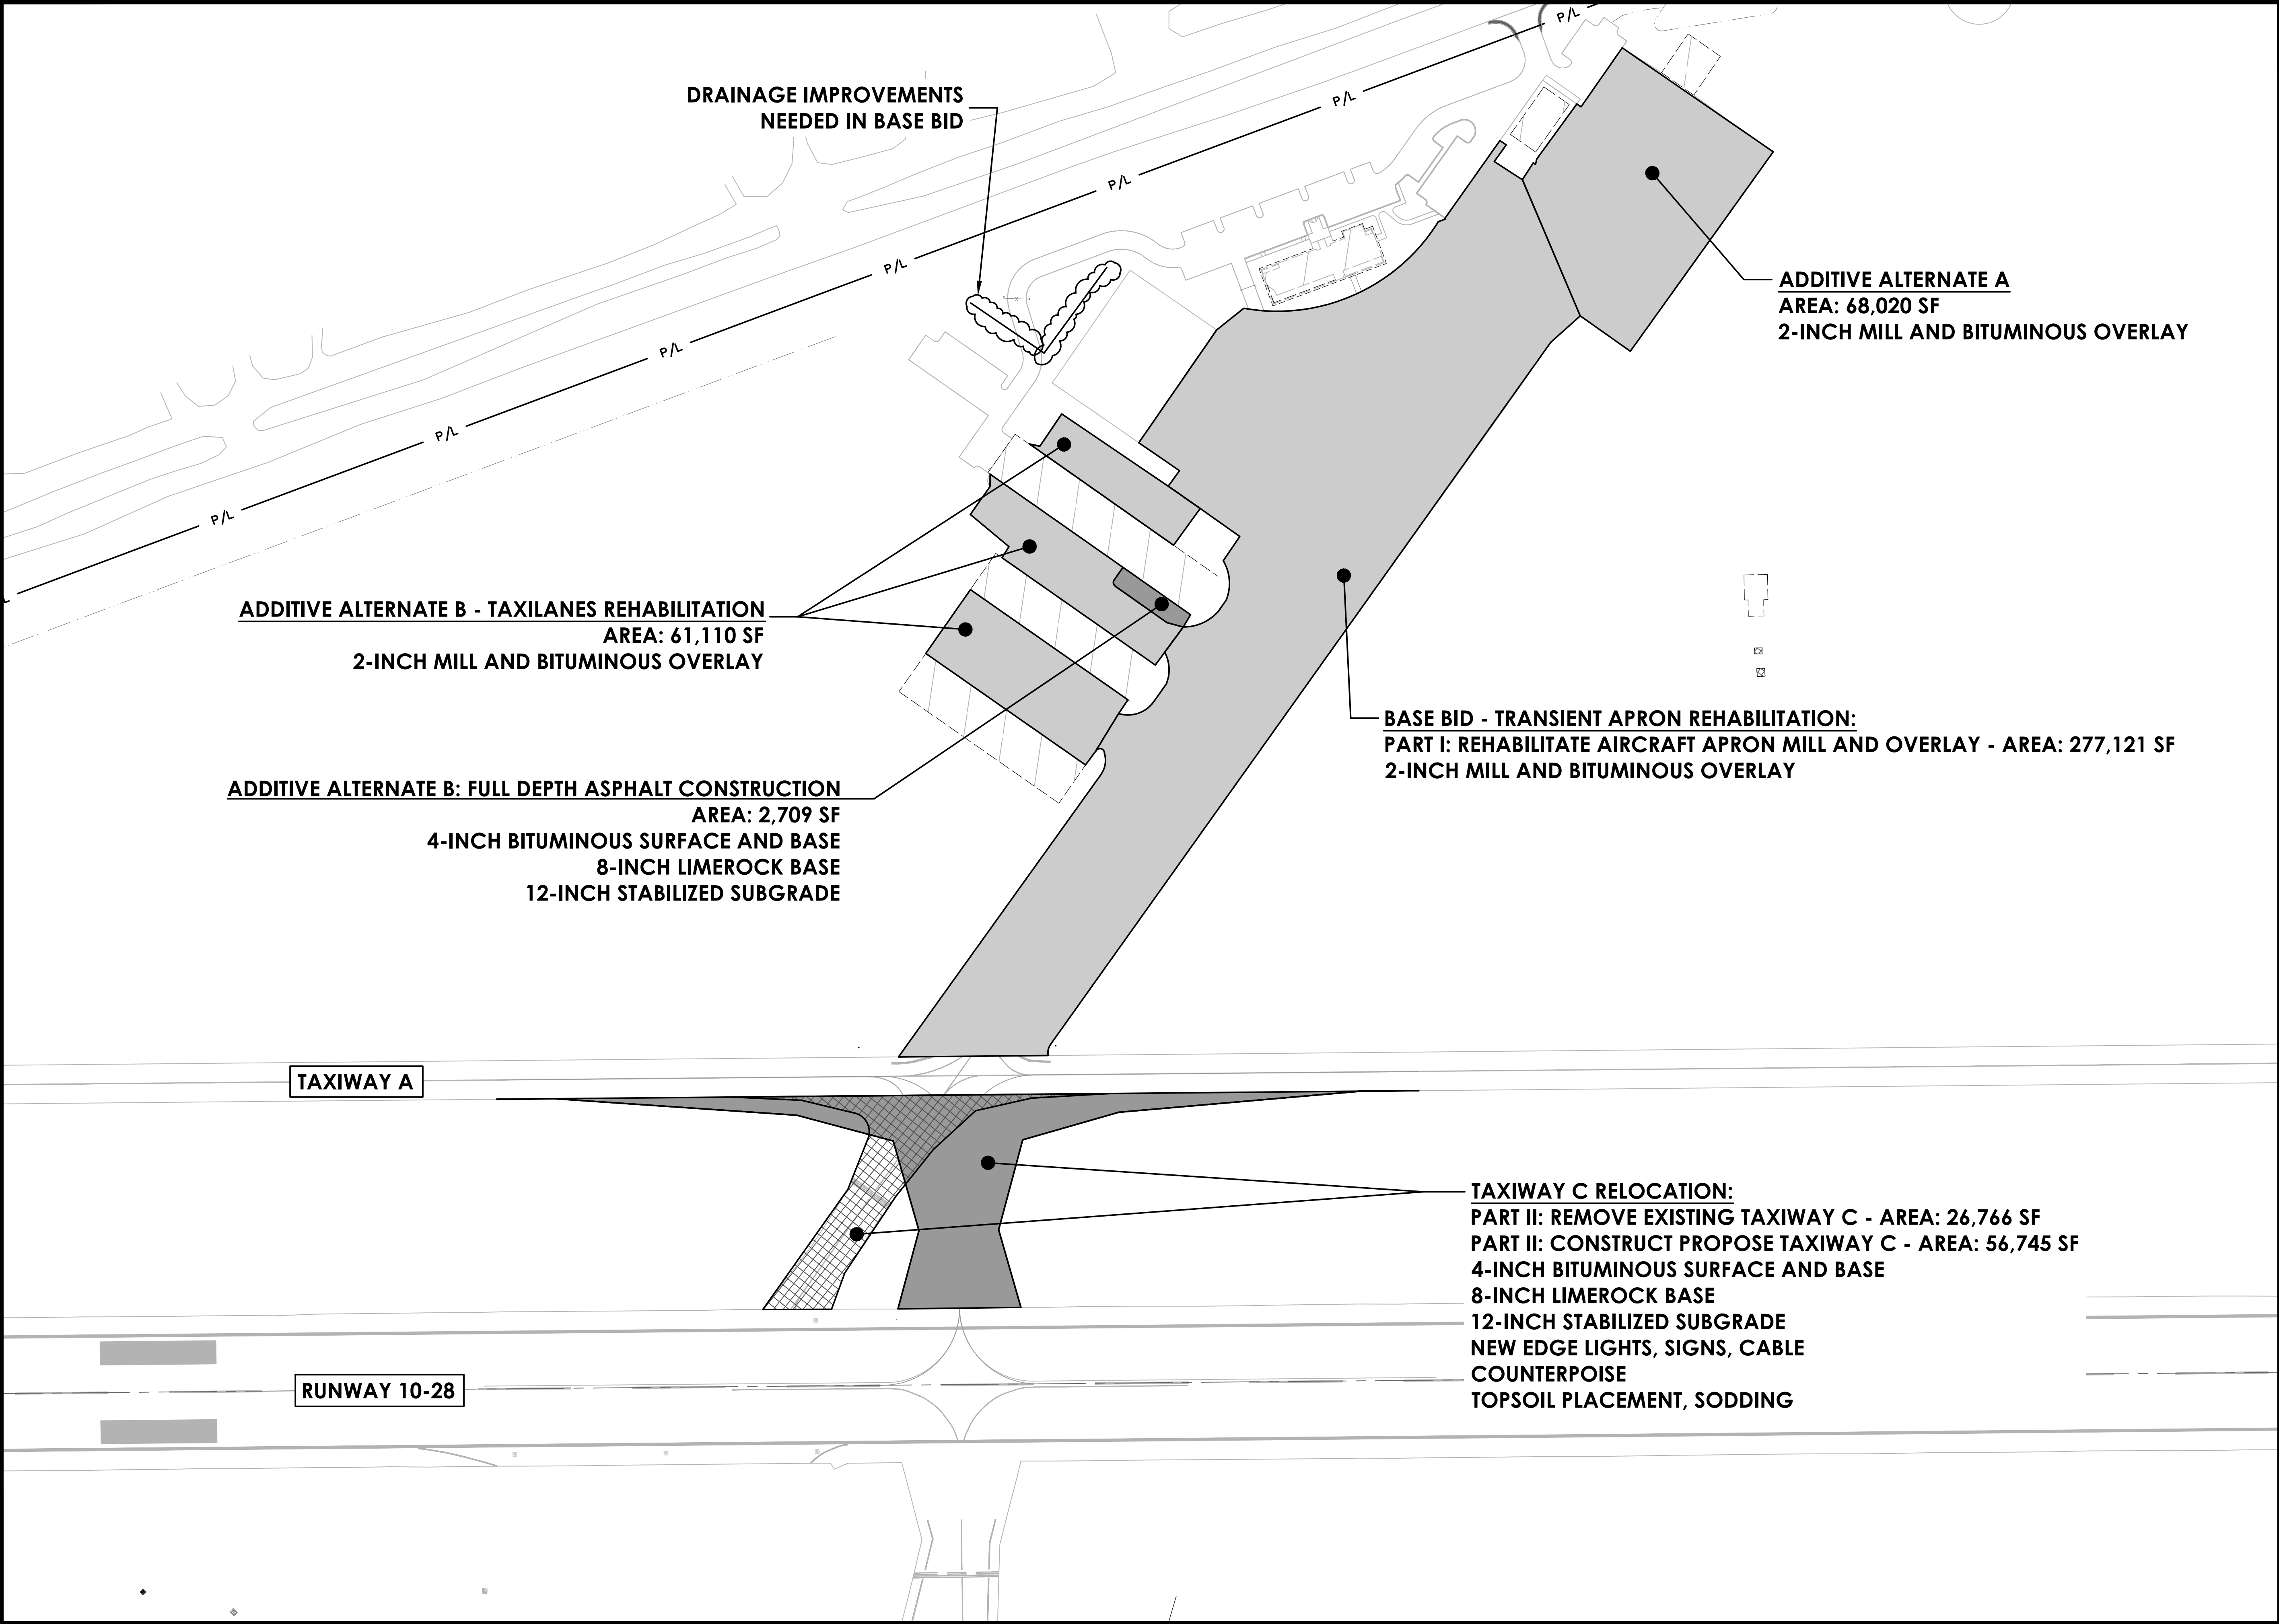 P/L
DRAINAGE IMPROVEMENTS
NEEDED IN BASE BID
P/L
P/L
P/L
P/L
P/L
P/L
ADDITIVE ALTERNATE A
AREA: 68,020 SF
2-INCH MILL AND BITUMINOUS OVERLAY
ADDITIVE ALTERNATE B - TAXILANES REHABILITATION
AREA: 61,110 SF
2-INCH MILL AND BITUMINOUS OVERLAY
BASE BID - TRANSIENT APRON REHABILITATION:
PART I: REHABILITATE AIRCRAFT APRON MILL AND OVERLAY - AREA: 277,121 SF
2-INCH MILL AND BITUMINOUS OVERLAY
ADDITIVE ALTERNATE B: FULL DEPTH ASPHALT CONSTRUCTION
AREA: 2,709 SF
4-INCH BITUMINOUS SURFACE AND BASE
8-INCH LIMEROCK BASE
12-INCH STABILIZED SUBGRADE
TAXIWAY A
TAXIWAY C RELOCATION:
PART II: REMOVE EXISTING TAXIWAY C - AREA: 26,766 SF
PART II: CONSTRUCT PROPOSE TAXIWAY C - AREA: 56,745 SF
4-INCH BITUMINOUS SURFACE AND BASE
8-INCH LIMEROCK BASE
12-INCH STABILIZED SUBGRADE
NEW EDGE LIGHTS, SIGNS, CABLE
COUNTERPOISE
TOPSOIL PLACEMENT, SODDING
RUNWAY 10-28